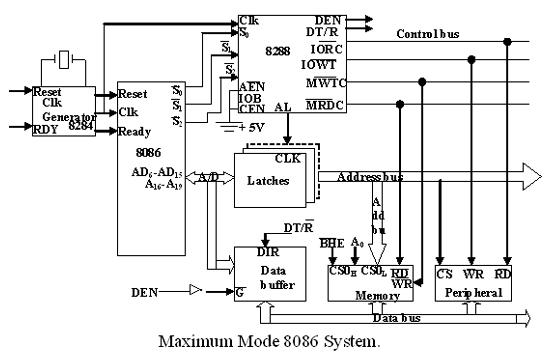 Clk
S0
S1
S2
8288
DEN
DT/R
IORC
IOWT
MWTC
MRDC
AEN
IOB
CEN
AL
+ 5V
Control bus
Reset
Clk
Generator
RDY 8284
Reset
Clk
Ready
8086
S0
S1
S2
AD6-AD15
A16-A19
A/D
CLK
Latches
Address bus
A
dd
bu
DT/R
DIR
Data
buffer
G
DEN
BHE
A0
CS0H CS0L RD
WR
Memory
CS WR RD
Peripheral
Data bus
Maximum Mode 8086 System.